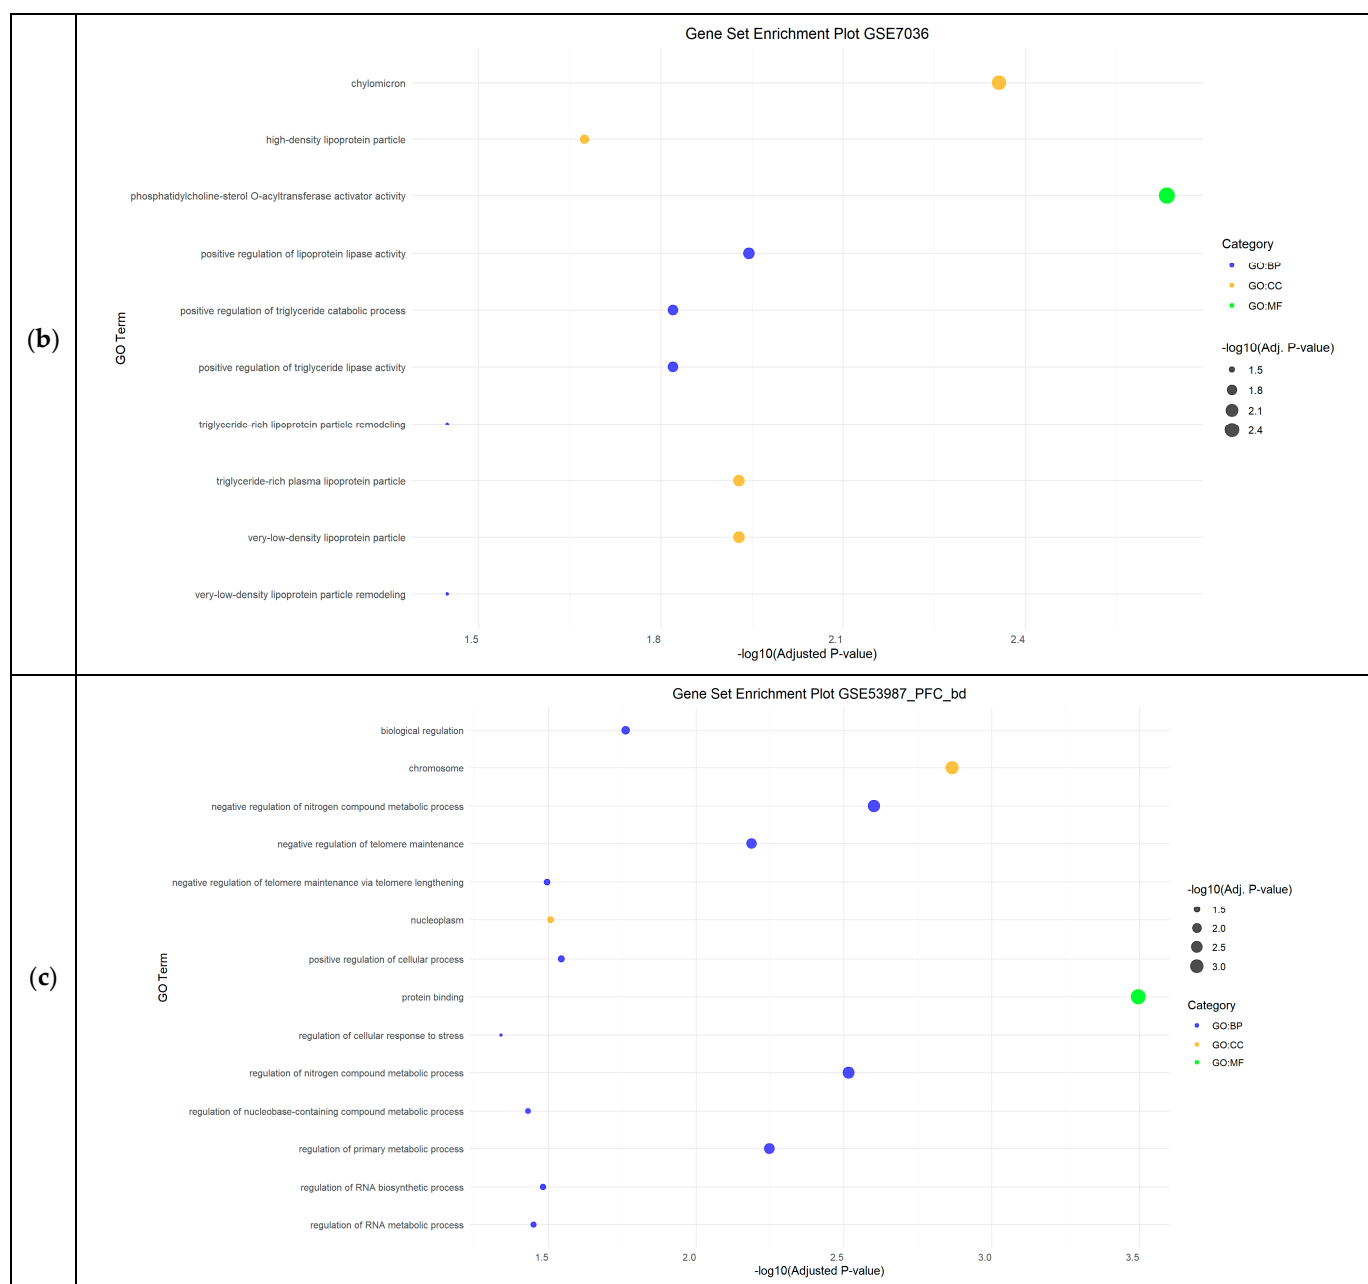 (b)
Gene Set Enrichment Plot GSE7036
GO Term
chylomicron
high-density lipoprotein particle
phosphatidylcholine-sterol O-acyltransferase activator activity
positive regulation of lipoprotein lipase activity
positive regulation of triglyceride catabolic process
positive regulation of triglyceride lipase activity
triglyceride-rich lipoprotein particle remodeling
triglyceride-rich plasma lipoprotein particle
very-low-density lipoprotein particle
very-low-density lipoprotein particle remodeling
1.5 1.8 2.1 2.4
-log10(Adjusted P-value)
Category
GO:BP
GO:CC
GO:MF
-log10(Adj. P-value)
1.5
1.8
2.1
2.4
(c)
Gene Set Enrichment Plot GSE53987_PFC_bd
GO Term
biological regulation
chromosome
negative regulation of nitrogen compound metabolic process
negative regulation of telomere maintenance
negative regulation of telomere maintenance via telomere lengthening
nucleoplasm
positive regulation of cellular process
protein binding
regulation of cellular response to stress
regulation of nitrogen compound metabolic process
regulation of nucleobase-containing compound metabolic process
regulation of primary metabolic process
regulation of RNA biosynthetic process
regulation of RNA metabolic process
1.5 2.0 2.5 3.0 3.5
-log10(Adjusted P-value)
-log10(Adj. P-value)
1.5
2.0
2.5
3.0
Category
GO:BP
GO:CC
GO:MF